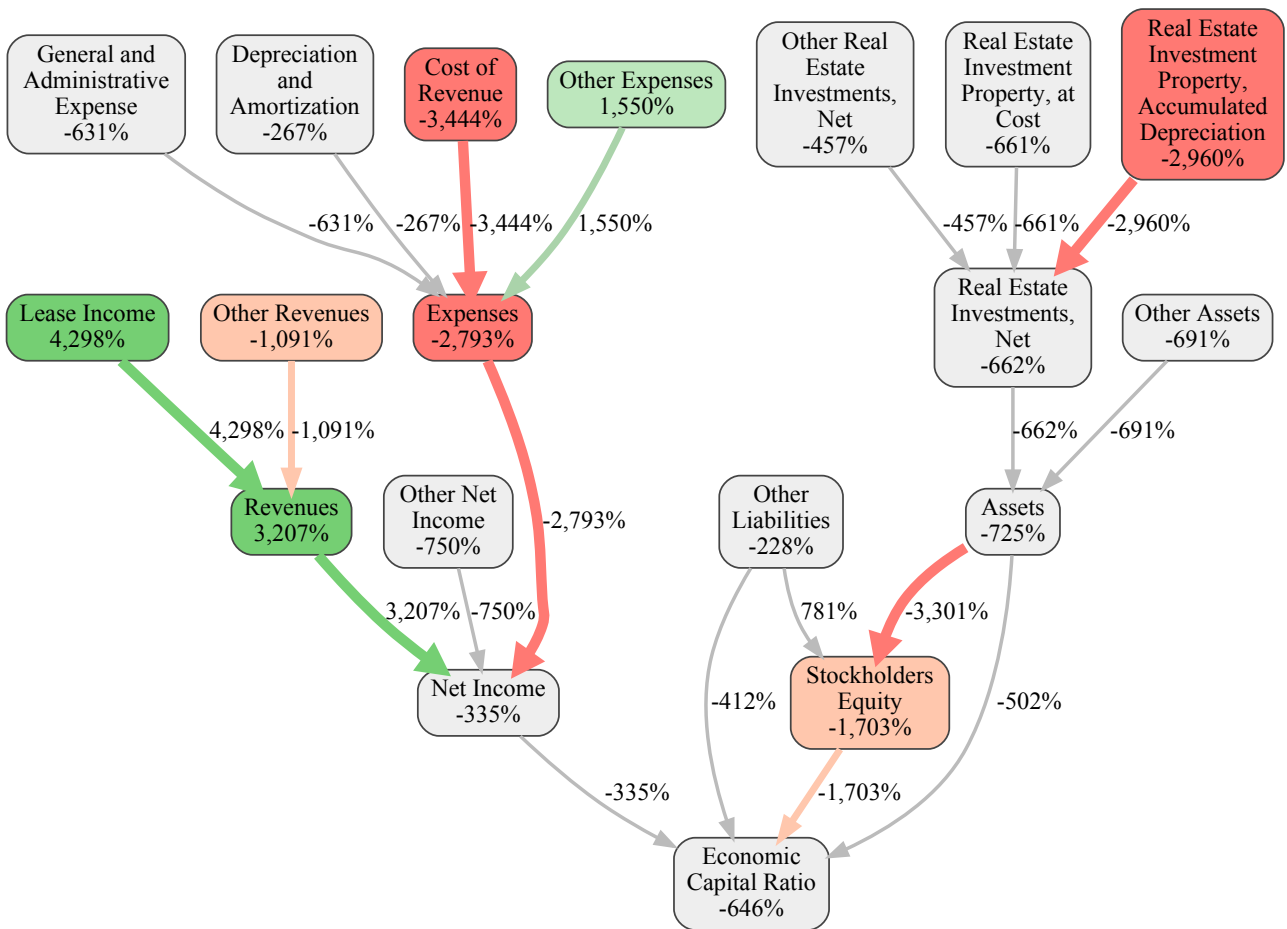 General and
Administrative
Expense
-631%
Depreciation
and
Amortization
-267%
Cost of
Revenue
-3,444%
Other Expenses
1,550%
Other Real
Estate
Investments,
Net
-457%
Real Estate
Investment
Property, at
Cost
-661%
Real Estate
Investment
Property,
Accumulated
Depreciation
-2,960%
-631%
-267%
-3,444%
1,550%
-457%
-661%
-2,960%
Lease Income
4,298%
Other Revenues
-1,091%
Expenses
-2,793%
Real Estate
Investments,
Net
-662%
Other Assets
-691%
4,298%
-1,091%
-662%
-691%
Revenues
3,207%
Other Net
Income
-750%
-2,793%
Other
Liabilities
-228%
Assets
-725%
3,207%
-750%
781%
-3,301%
Net Income
-335%
-412%
Stockholders
Equity
-1,703%
-502%
-335%
-1,703%
Economic
Capital Ratio
-646%